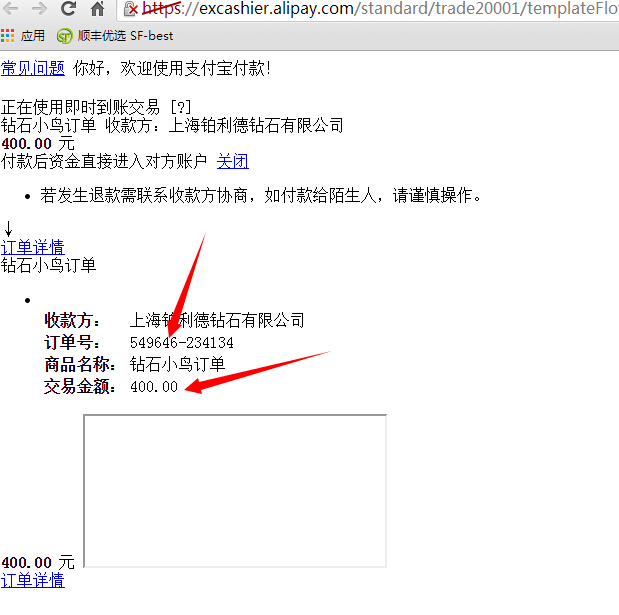 https://excashier.alipay.com/standard/trade20001/templateFlo
应用 顺丰优选 SF-best
常见问题 你好，欢迎使用支付宝付款！
正在使用即时到账交易 [?]
钻石小鸟订单 收款方：上海铂利德钻石有限公司
400.00 元
付款后资金直接进入对方账户 关闭
• 若发生退款需联系收款方协商，如付款给陌生人，请谨慎操作。
↓
订单详情
钻石小鸟订单
•
收款方： 上海铂利德钻石有限公司
订单号： 549646-234134
商品名称： 钻石小鸟订单
交易金额： 400.00
400.00 元
订单详情